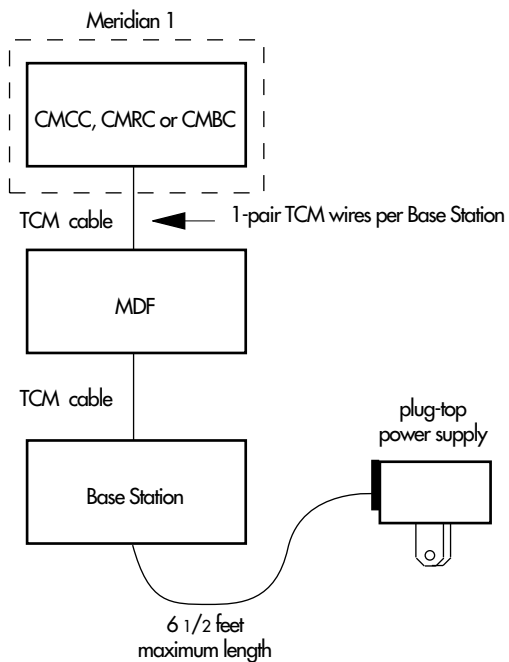 Meridian 1
CMCC, CMRC or CMBC
TCM cable
1-pair TCM wires per Base Station
MDF
TCM cable
plug-top
power supply
Base Station
6 1/2 feet
maximum length